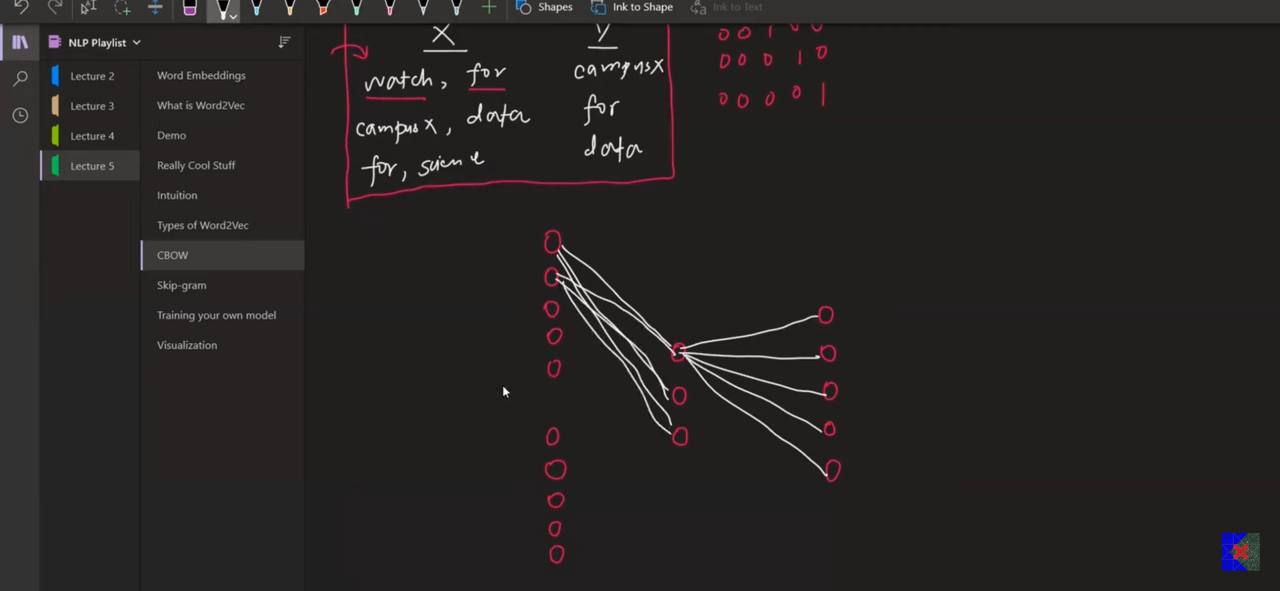 Shapes Ink to Shape Ink to Text
NLP Playlist
Lecture 2
Lecture 3
Lecture 4
Lecture 5
Word Embeddings
What is Word2Vec
Demo
Really Cool Stuff
Intuition
Types of Word2Vec
CBOW
Skip-gram
Training your own model
Visualization
X Y
watch, for campusx
campusx, data for
for, science data
0 0 1 0 0
0 0 0 1 0
0 0 0 0 1